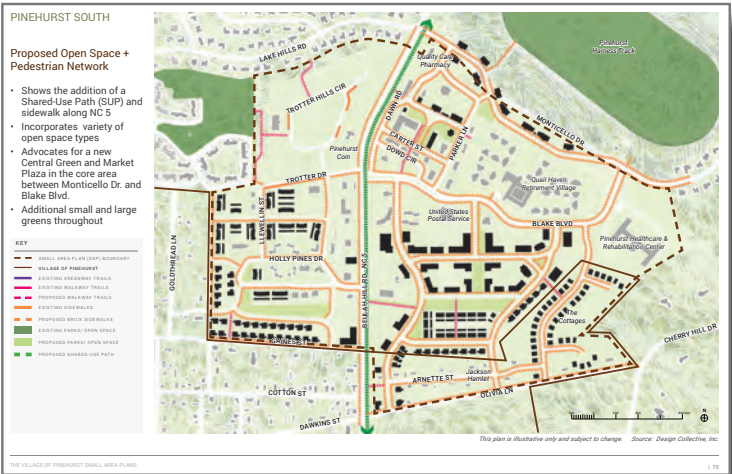 PINEHURST SOUTH
Proposed Open Space +
Pedestrian Network
• Shows the addition of a
Shared-Use Path (SUP) and
sidewalk along NC 5
• Incorporates variety of
open space types
• Advocates for a new
Central Green and Market
Plaza in the core area
between Monticello Dr. and
Blake Blvd.
• Additional small and large
greens throughout
KEY
SMALL AREA PLAN (SAP) BOUNDARY
VILLAGE OF PINEHURST
EXISTING GREENWAY TRAILS
EXISTING WALKWAY TRAILS
PROPOSED WALKWAY TRAILS
EXISTING SIDEWALKS
PROPOSED BRICK SIDEWALKS
EXISTING PARKS/ OPEN SPACE
PROPOSED PARKS/ OPEN SPACE
PROPOSED SHARED-USE PATH
LAKE HILLS RD
Quality Care
Pharmacy
Pinehurst
Harness Track
TROTTER HILLS CIR
DAWN RD
MONTICELLO DR
CARTER ST
PARKER LN
DOWD CIR
Pinehurst
Coin
TROTTER DR
Quail Haven
Retirement Village
LLEWELLIN ST
United States
Postal Service
BLAKE BLVD
GOLDTHREAD LN
HOLLY PINES DR
BEULAH HILL RD, NC 5
Pinehurst Healthcare &
Rehabilitation Center
The
Cottages
GAINES ST
CHERRY HILL DR
Jackson
Hamlet
ARNETTE ST
OLIVIA LN
COTTON ST
DAWKINS ST
N
This plan is illustrative only and subject to change. Source: Design Collective, Inc.
THE VILLAGE OF PINEHURST SMALL AREA PLANS
| 70